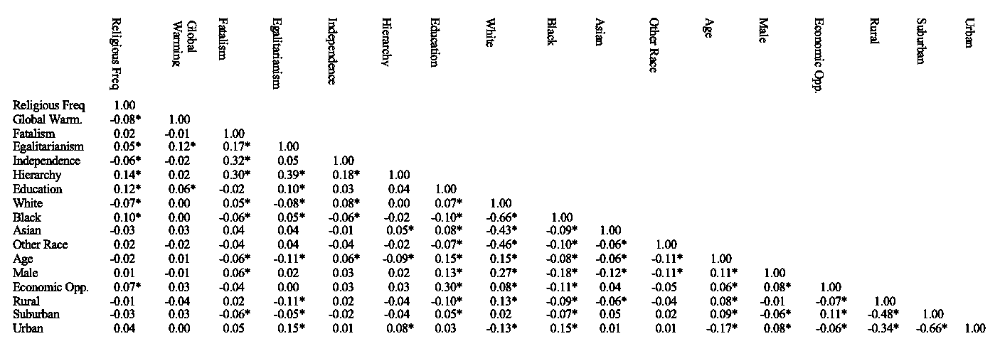 Religious Freq Global Warming Fatalism Egalitarianism Independence Hierarchy Education White Black Asian Other Race Age Male Economic Opp. Rural Suburban Urban
Religious Freq 1.00
Global Warm. -0.08* 1.00
Fatalism 0.02 -0.01 1.00
Egalitarianism 0.05* 0.12* 0.17* 1.00
Independence -0.06* -0.02 0.32* 0.05 1.00
Hierarchy 0.14* 0.02 0.30* 0.39* 0.18* 1.00
Education 0.12* 0.06* -0.02 0.10* 0.03 0.04 1.00
White -0.07* 0.00 0.05* -0.08* 0.08* 0.00 0.07* 1.00
Black 0.10* 0.00 -0.06* 0.05* -0.06* -0.02 -0.10* -0.66* 1.00
Asian -0.03 0.03 0.04 0.04 -0.01 0.05* 0.08* -0.43* -0.09* 1.00
Other Race 0.02 -0.02 -0.04 0.04 -0.04 -0.02 -0.07* -0.46* -0.10* -0.06* 1.00
Age -0.02 0.01 -0.06* -0.11* 0.06* -0.09* 0.15* 0.15* -0.08* -0.06* -0.11* 1.00
Male 0.01 -0.01 0.06* 0.02 0.03 0.02 0.13* 0.27* -0.18* -0.12* -0.11* 0.11* 1.00
Economic Opp. 0.07* 0.03 -0.04 0.00 0.03 0.03 0.30* 0.08* -0.11* 0.04 -0.05 0.06* 0.08* 1.00
Rural -0.01 -0.04 0.02 -0.11* 0.02 -0.04 -0.10* 0.13* -0.09* -0.06* -0.04 0.08* -0.01 -0.07* 1.00
Suburban -0.03 0.03 -0.06* -0.05* -0.02 -0.04 0.05* 0.02 -0.07* 0.05 0.02 0.09* -0.06* 0.11* -0.48* 1.00
Urban 0.04 0.00 0.05 0.15* 0.01 0.08* 0.03 -0.13* 0.15* 0.01 0.01 -0.17* 0.08* -0.06* -0.34* -0.66* 1.00